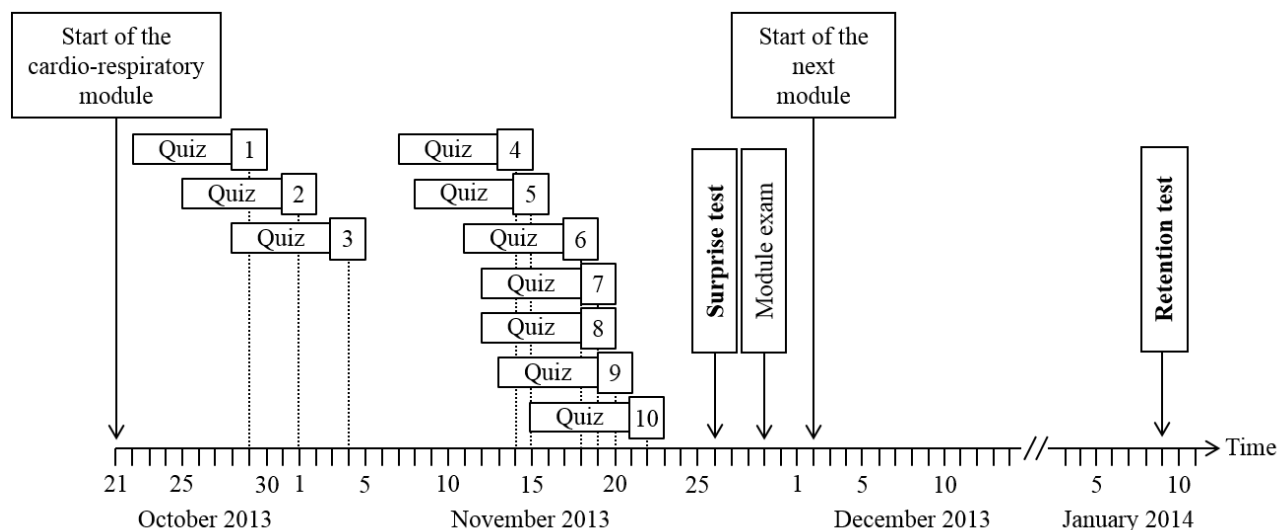 Start of the
cardio-respiratory
module
Start of the
next
module
Quiz 1
Quiz 2
Quiz 3
Quiz 4
Quiz 5
Quiz 6
Quiz 7
Quiz 8
Quiz 9
Quiz 10
Surprise test
Module exam
Retention test
Time
21 25 30 1 5 10 15 20 25 1 5 10 5 10
October 2013 November 2013 December 2013 January 2014